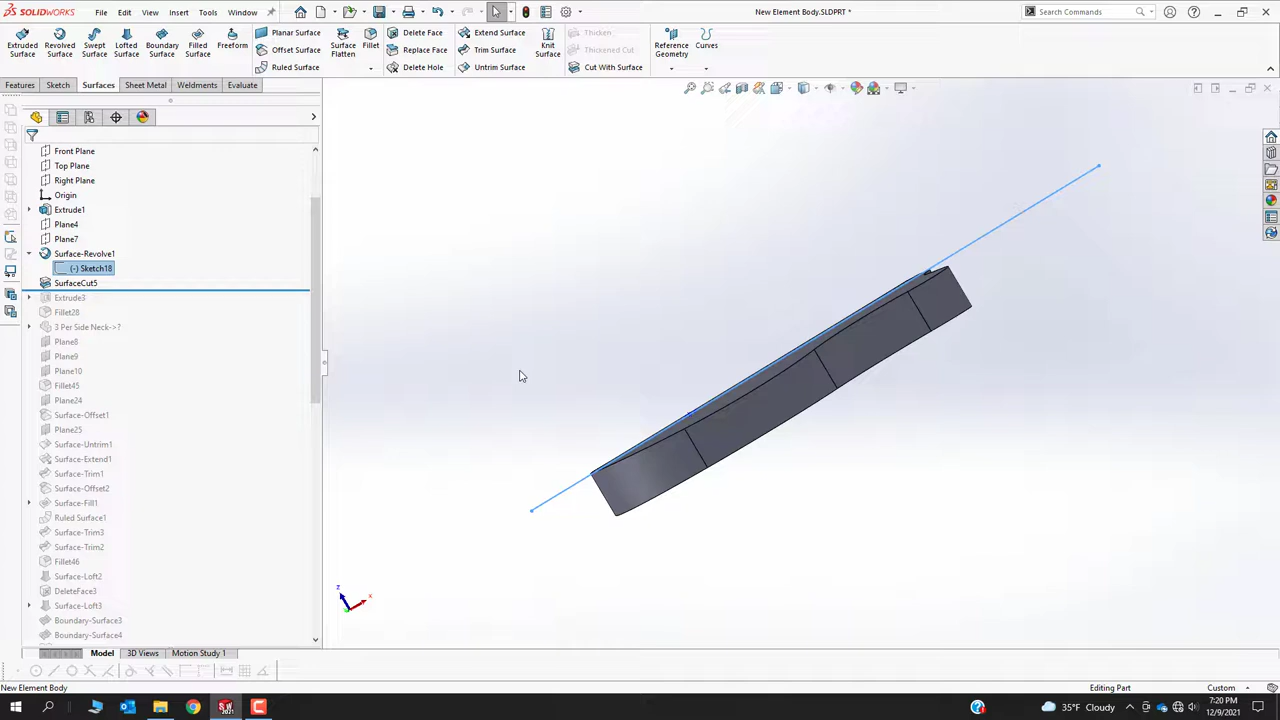 SOLIDWORKS File Edit View Insert Tools Window New Element Body.SLDPRT * Search Commands
Extruded Surface Revolved Surface Swept Surface Lofted Surface Boundary Surface Filled Surface Freeform Planar Surface Offset Surface Ruled Surface Surface Flatten Fillet Delete Face Replace Face Delete Hole Extend Surface Trim Surface Untrim Surface Knit Surface Thicken Thickened Cut Cut With Surface Reference Geometry Curves
Features Sketch Surfaces Sheet Metal Weldments Evaluate
Front Plane
Top Plane
Right Plane
Origin
Extrude1
Plane4
Plane7
Surface-Revolve1
(-) Sketch18
SurfaceCut5
Extrude3
Fillet28
3 Per Side Neck->?
Plane8
Plane9
Plane10
Fillet45
Plane24
Surface-Offset1
Plane25
Surface-Untrim1
Surface-Extend1
Surface-Trim1
Surface-Offset2
Surface-Fill1
Ruled Surface1
Surface-Trim3
Surface-Trim2
Fillet46
Surface-Loft2
DeleteFace3
Surface-Loft3
Boundary-Surface3
Boundary-Surface4
z x
Model 3D Views Motion Study 1
New Element Body Editing Part Custom
35°F Cloudy 7:20 PM
12/9/2021